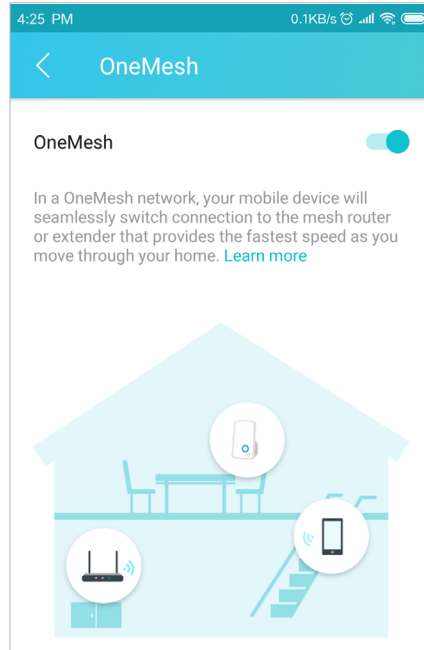 4:25 PM 0.1KB/s
OneMesh
OneMesh
In a OneMesh network, your mobile device will
seamlessly switch connection to the mesh router
or extender that provides the fastest speed as you
move through your home. Learn more